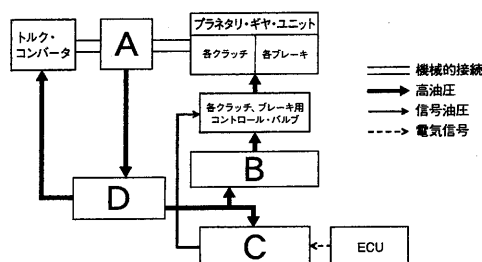 プラネタリ・ギヤ・ユニット
トルク・
コンバータ
A
各クラッチ
各ブレーキ
機械的接続
高油圧
信号油圧
電気信号
各クラッチ、ブレーキ用
コントロール・バルブ
B
D
C
ECU